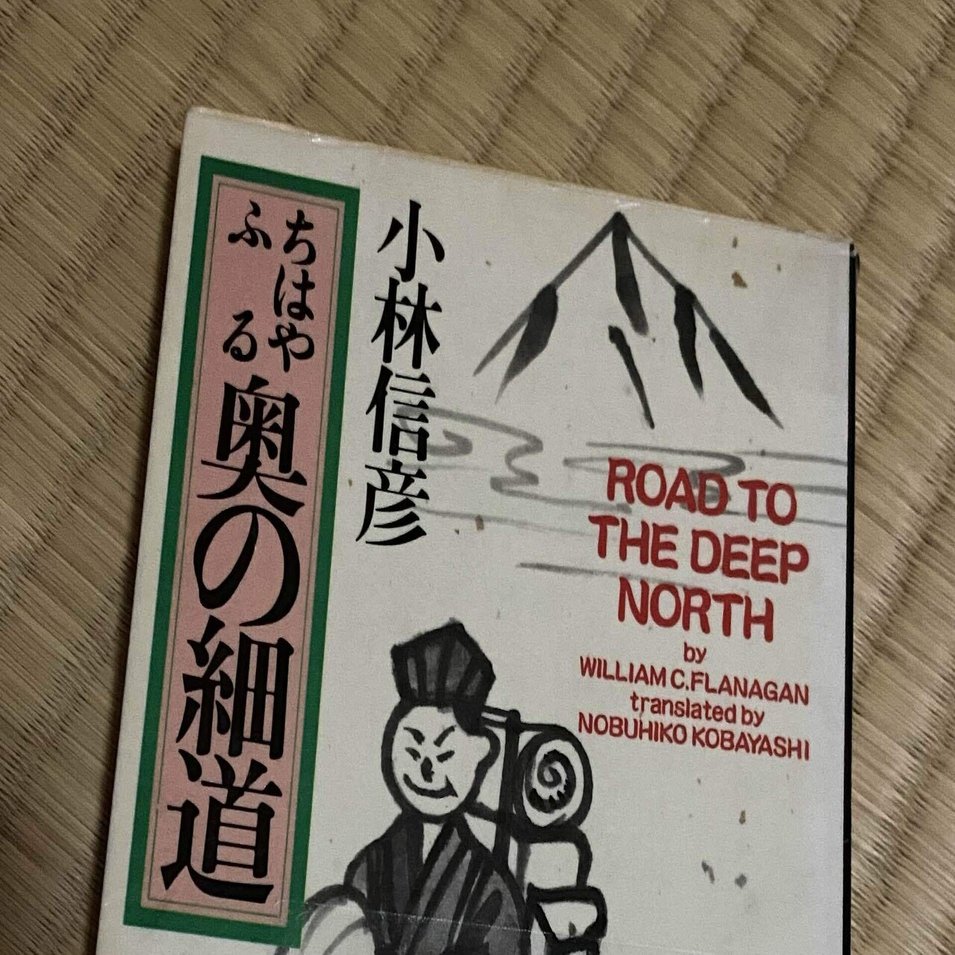 ちはや
ふる
奥の細道
小林信彦
ROAD TO
THE DEEP
NORTH
by
WILLIAM C.FLANAGAN
translated by
NOBUHIKO KOBAYASHI